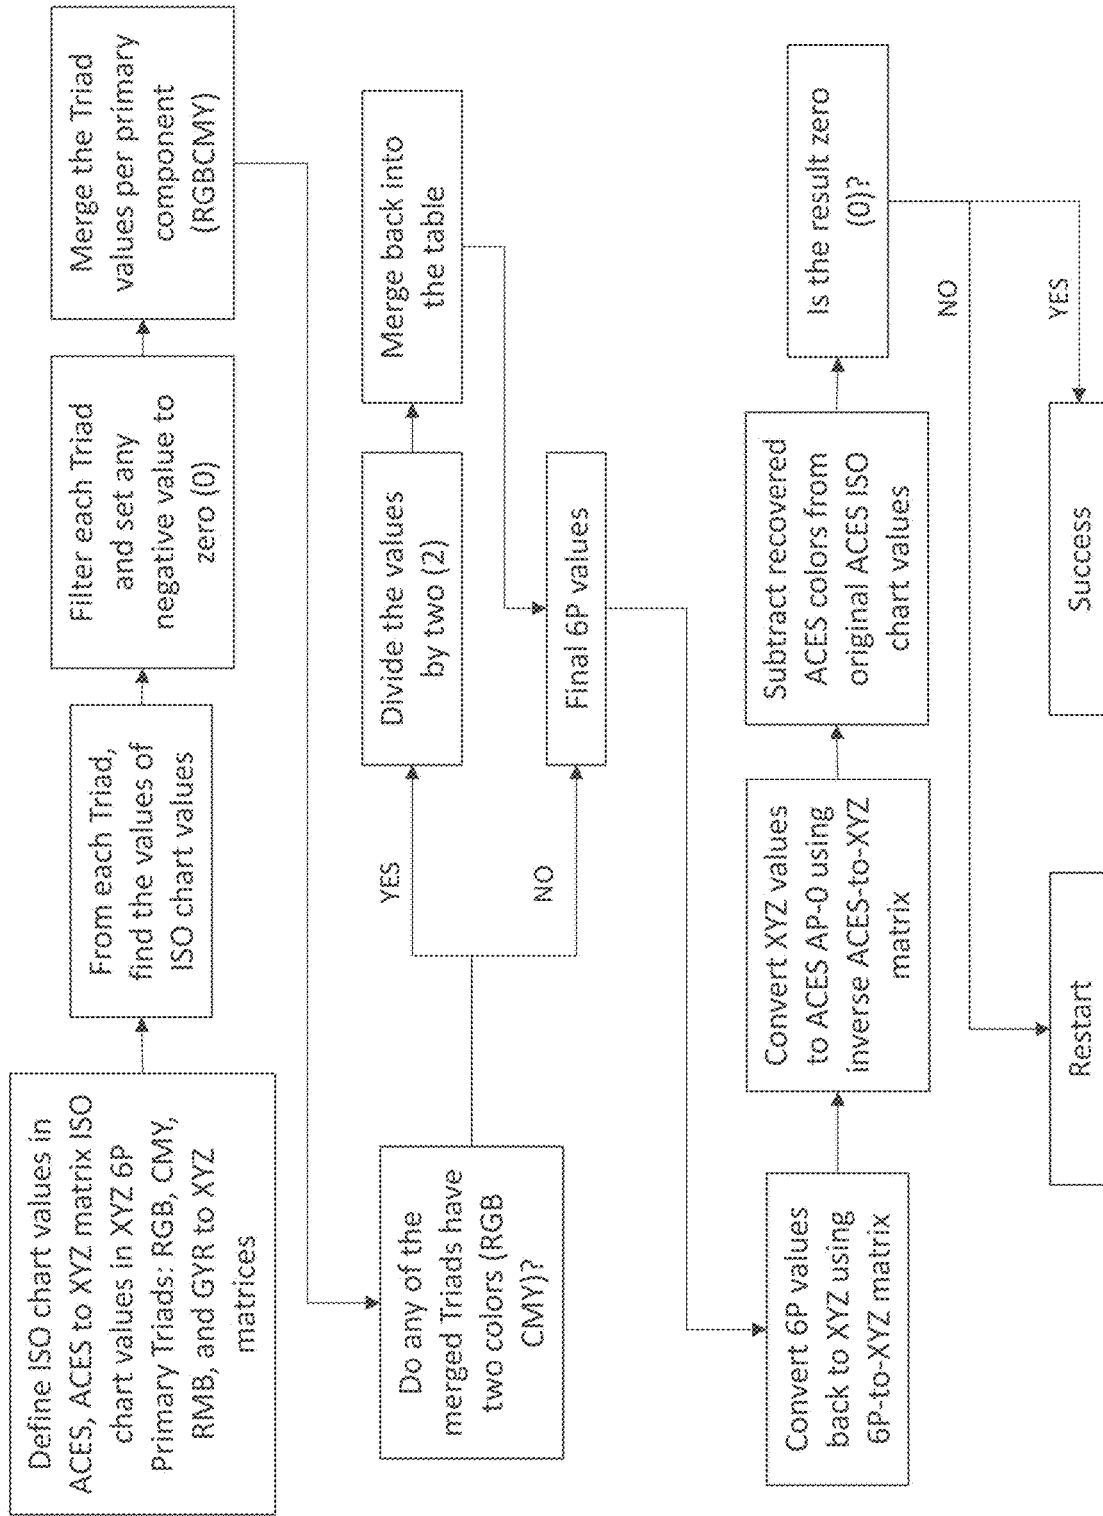 Define ISO chart values in
ACES, ACES to XYZ matrix ISO
chart values in XYZ 6P
Primary Triads: RGB, CMY,
RMB, and GYR to XYZ
matrices
From each Triad,
find the values of
ISO chart values
Filter each Triad
and set any
negative value to
zero (0)
Merge the Triad
values per primary
component
(RGBCMY)
Do any of the
merged Triads have
two colors (RGB
CMY)?
YES
NO
Divide the values
by two (2)
Merge back into
the table
Final 6P values
Convert 6P values
back to XYZ using
6P-to-XYZ matrix
Convert XYZ values
to ACES AP-0 using
inverse ACES-to-XYZ
matrix
Subtract recovered
ACES colors from
original ACES ISO
chart values
Is the result zero
(0)?
NO
YES
Restart
Success